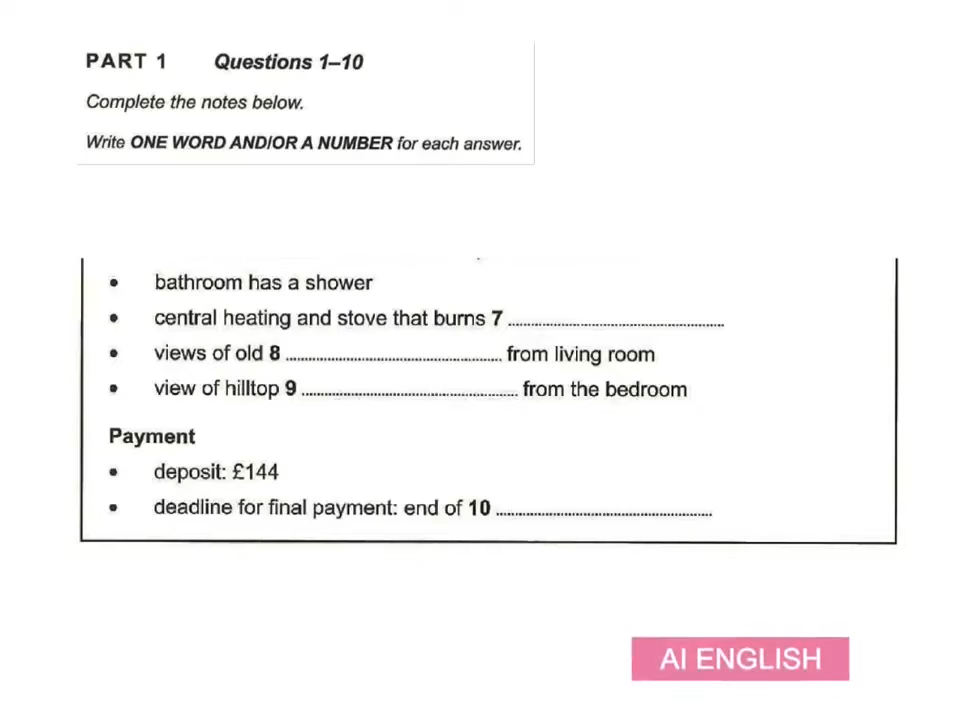 PART 1 Questions 1–10
Complete the notes below.
Write ONE WORD AND/OR A NUMBER for each answer.
• bathroom has a shower
• central heating and stove that burns 7 ........................................
• views of old 8 ........................................ from living room
• view of hilltop 9 ........................................ from the bedroom
Payment
• deposit: £144
• deadline for final payment: end of 10 ........................................
AI ENGLISH